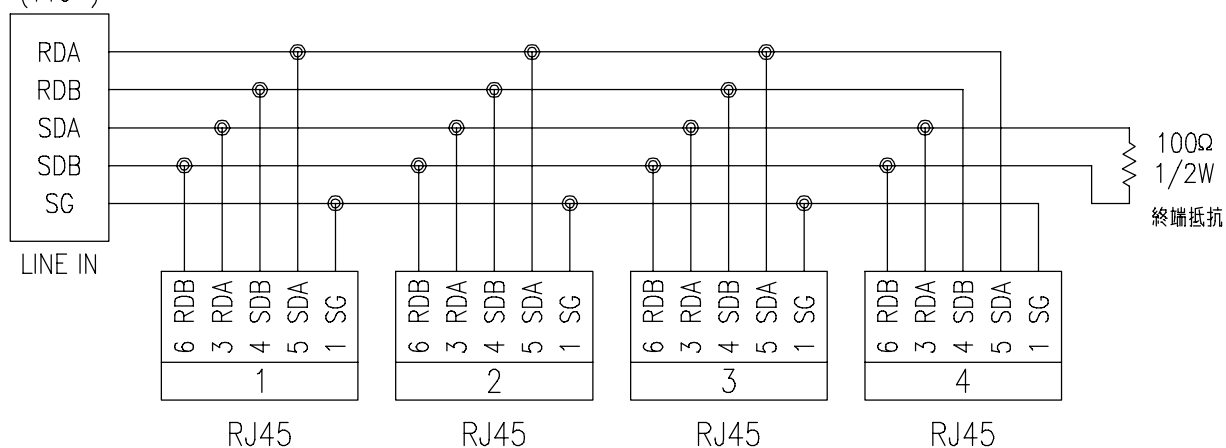 RDA
RDB
SDA
SDB
SG
LINE IN
100Ω
1/2W
終端抵抗
6 RDB
3 RDA
4 SDB
5 SDA
1 SG
1
RJ45
6 RDB
3 RDA
4 SDB
5 SDA
1 SG
2
RJ45
6 RDB
3 RDA
4 SDB
5 SDA
1 SG
3
RJ45
6 RDB
3 RDA
4 SDB
5 SDA
1 SG
4
RJ45